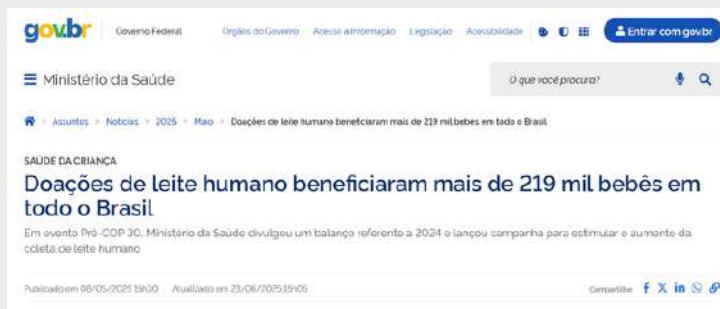 gov.br Governo Federal Órgãos do Governo Acesso à Informação Legislação Acessibilidade Entrar com gov.br
Ministério da Saúde O que você procura?
> Assuntos > Notícias > 2025 > Maio > Doações de leite humano beneficiaram mais de 219 mil bebês em todo o Brasil
SAÚDE DA CRIANÇA
Doações de leite humano beneficiaram mais de 219 mil bebês em
todo o Brasil
Em evento Pré-COP 30, Ministério da Saúde divulgou um balanço referente a 2024 e lançou campanha para estimular o aumento da
coleta de leite humano
Publicado em 08/05/2025 15h00 Atualizado em 23/06/2025 15h05 Compartilhe: